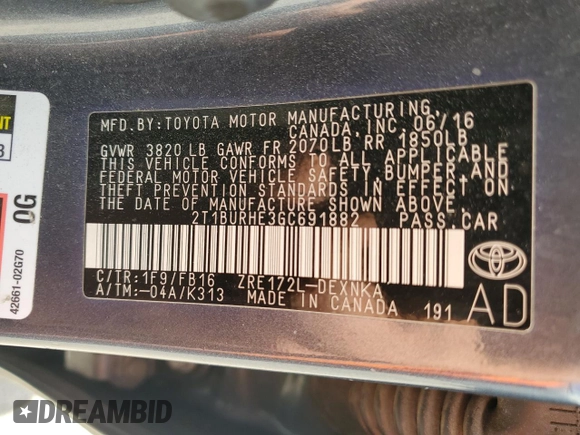 MFD.BY:TOYOTA MOTOR MANUFACTURING,
CANADA, INC. 06/16
GVWR 3820 LB GAWR FR 2070LB, RR 1850LB
THIS VEHICLE CONFORMS TO ALL APPLICABLE
FEDERAL MOTOR VEHICLE SAFETY, BUMPER, AND
THEFT PREVENTION STANDARDS IN EFFECT ON
THE DATE OF MANUFACTURE SHOWN ABOVE.
2T1BURHE3GC691882 PASS.CAR
C/TR:1F9/FB16 ZRE172L-DEXNKA
A/TM:-04A/K313 MADE IN CANADA 191
AD
0G
42661-02G70
DREAMBID